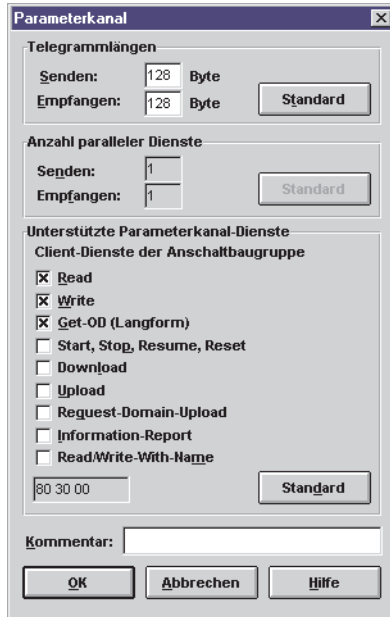 Parameterkanal
Telegrammlängen
Senden: 128 Byte
Empfangen: 128 Byte
Standard
Anzahl paralleler Dienste
Senden: 1
Empfangen: 1
Standard
Unterstützte Parameterkanal-Dienste
Client-Dienste der Anschaltbaugruppe
Read
Write
Get-OD (Langform)
Start, Stop, Resume, Reset
Download
Upload
Request-Domain-Upload
Information-Report
Read/Write-With-Name
80 30 00
Standard
Kommentar:
OK Abbrechen Hilfe